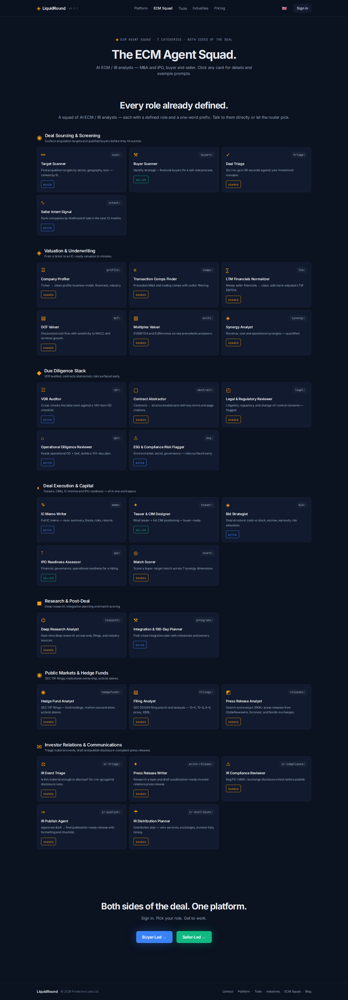 LiquidRound v0.5.1 Platform ECM Squad Tools Industries Pricing Sign in
ECM AGENT SQUAD · 7 CATEGORIES · BOTH SIDES OF THE DEAL
The ECM Agent Squad.
AI ECM / IB analysts — M&A and IPO, buyer and seller. Click any card for details and
example prompts.
Every role already defined.
A squad of AI ECM / IB analysts — each with a defined role and a one-word prefix. Talk to them directly or let the router pick.
Deal Sourcing & Screening
Surface acquisition targets and qualified buyers before they hit auction.
scan:
Target Scanner
Find acquisition targets by sector, geography, size —
ranked by fit.
BUYER
buyers:
Buyer Scanner
Identify strategic + financial buyers for a sell-side process.
SELLER
triage:
Deal Triage
Go / no-go in 90 seconds against your investment
mandate.
SHARED
intent:
Seller Intent Signal
Rank companies by likelihood of sale in the next 12 months.
BUYER
Valuation & Underwriting
From a ticker to an IC-ready valuation in minutes.
profile:
Company Profiler
Ticker → clean profile: business model, financials, industry.
SHARED
comps:
Transaction Comps Finder
Precedent M&A and trading comps with outlier filtering.
SHARED
ltm:
LTM Financials Normalizer
Messy seller financials → clean, add-back-adjusted LTM
EBITDA.
SHARED
dcf:
DCF Valuer
Discounted cash flow with sensitivity to WACC and
terminal growth.
SHARED
multi:
Multiples Valuer
EV/EBITDA and EV/Revenue across precedents and peers.
SHARED
synergy:
Synergy Analyst
Revenue, cost and operational synergies — quantified.
SHARED
Due Diligence Stack
VDR audited, contracts abstracted, risks surfaced early.
vdr:
VDR Auditor
Cross-checks the data room against a 140-item DD
checklist.
BUYER
abstract:
Contract Abstractor
Contracts → structured abstracts with key terms and page
citations.
SHARED
legal:
Legal & Regulatory Reviewer
Litigation, regulatory, and change-of-control consents —
flagged.
SHARED
ops:
Operational Diligence Reviewer
Reads operational DD + QoE, builds a 100-day plan.
BUYER
esg:
ESG & Compliance Risk Flagger
Environmental, social, governance — risks surfaced early.
BUYER
Deal Execution & Capital
Teasers, CIMs, IC memos and IPO readiness — all in one workspace.
memo:
IC Memo Writer
Full IC memo — exec summary, thesis, risks, returns.
BUYER
teaser:
Teaser & CIM Designer
Blind teaser + full CIM positioning — buyer-ready.
SELLER
bid:
Bid Strategist
Deal structure: cash vs stock, escrow, earnouts, risk
allocation.
BUYER
ipo:
IPO Readiness Assessor
Financial, governance, operational readiness for a listing.
SELLER
score:
Match Scorer
Score a buyer-target match across 7 synergy dimensions.
SHARED
Research & Post-Deal
Deep research, integration planning and match scoring.
research:
Deep Research Analyst
Real-time deep research across web, filings, and industry
sources.
SHARED
integrate:
Integration & 100-Day Planner
Post-close integration plan with milestones and owners.
BUYER
Public Markets & Hedge Funds
SEC 13F filings, institutional ownership, activist stakes.
hedgefunds:
Hedge Fund Analyst
SEC 13F filings — fund holdings, market concentration,
activist stakes.
SHARED
filings:
Filing Analyst
SEC EDGAR filing search and analysis — 10-K, 10-Q, 8-K,
proxy, XBRL.
SHARED
releases:
Press Release Analyst
Search and analyze 390K+ press releases from
GlobeNewswire, Euronext, and Nordic exchanges.
SHARED
Investor Relations & Communications
Triage material events, draft and publish disclosure-compliant press releases.
ir-triage:
IR Event Triage
Is this material enough to disclose? Go / no-go against
disclosure rules.
SHARED
write-release:
Press Release Writer
Research a topic and draft a publication-ready investor
relations press release.
SHARED
ir-compliance:
IR Compliance Reviewer
Reg FD / MAR / exchange disclosure check before publish.
SHARED
ir-publish:
IR Publish Agent
Approved draft → final publication-ready release with
formatting and checklist.
SHARED
ir-distribute:
IR Distribution Planner
Distribution plan — wire services, exchanges, investor lists,
timing.
SHARED
Both sides of the deal. One platform.
Sign in. Pick your role. Get to work.
Buyer-Led → Seller-Led →
LiquidRound © 2026 Predictive Labs Ltd. Contact · Platform · Tools · Industries · ECM Squad · Blog